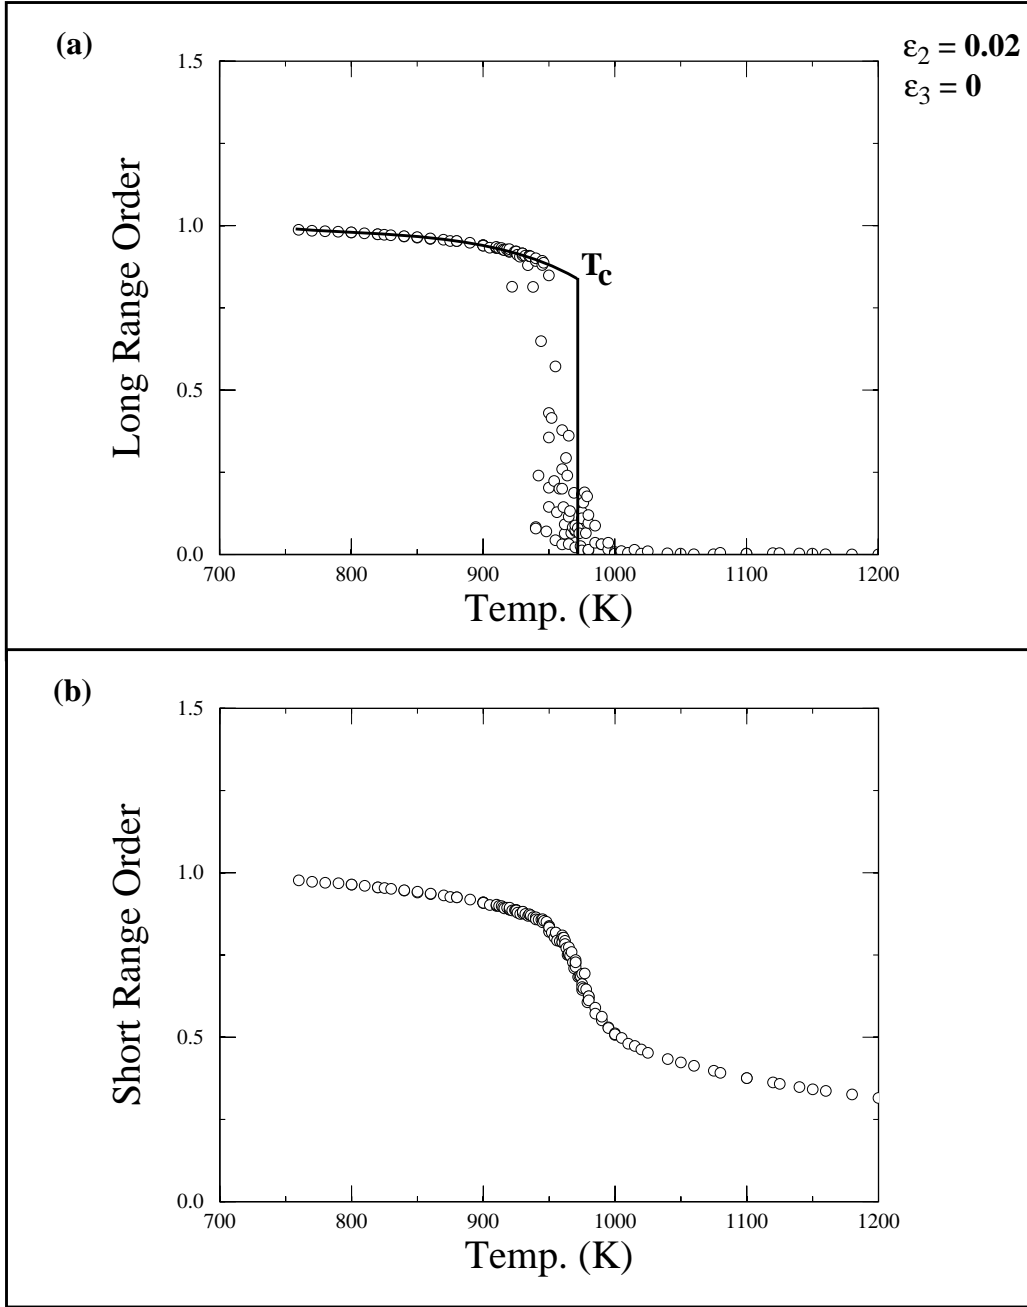 (a)
ε2 = 0.02
ε3 = 0
1.5
1.0
0.5
0.0
Long Range Order
Tc
700 800 900 1000 1100 1200
Temp. (K)
(b)
1.5
1.0
0.5
0.0
Short Range Order
700 800 900 1000 1100 1200
Temp. (K)